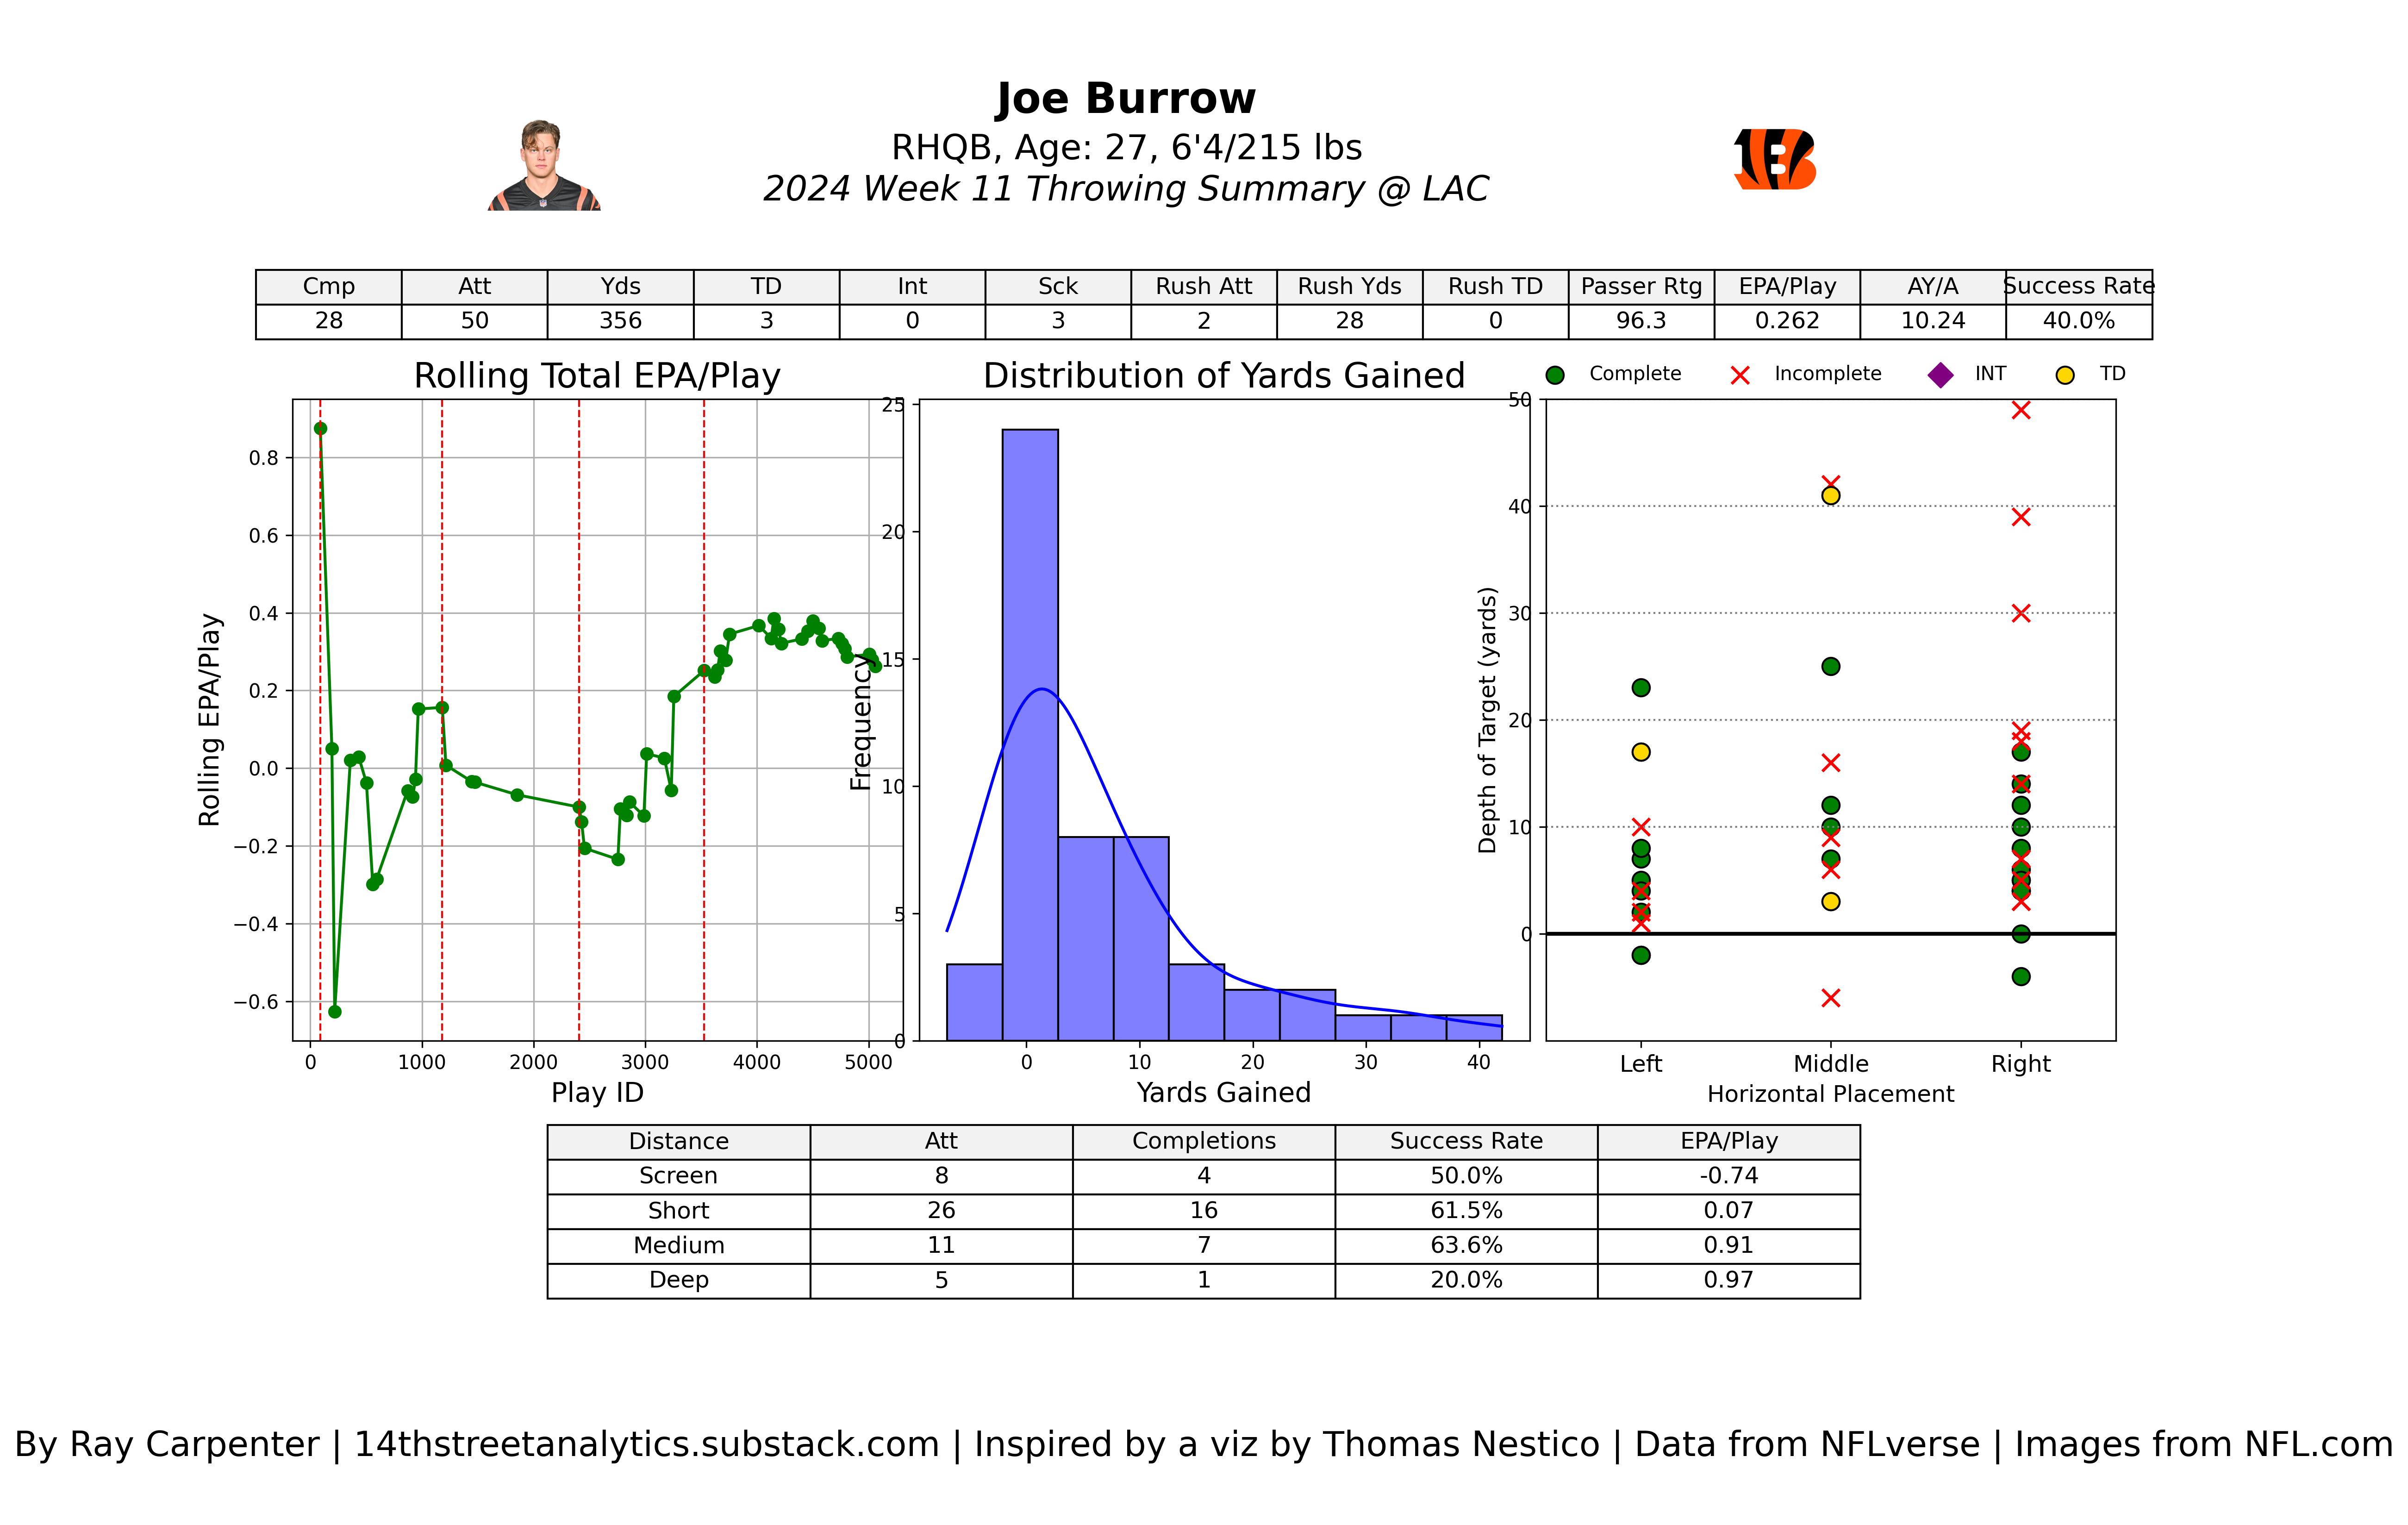 Joe Burrow
RHQB, Age: 27, 6'4/215 lbs
2024 Week 11 Throwing Summary @ LAC
Cmp Att Yds TD Int Sck Rush Att Rush Yds Rush TD Passer Rtg EPA/Play AY/A Success Rate
28 50 356 3 0 3 2 28 0 96.3 0.262 10.24 40.0%
Rolling Total EPA/Play
Rolling EPA/Play
0.8
0.6
0.4
0.2
0.0
−0.2
−0.4
−0.6
0 1000 2000 3000 4000 5000
Play ID
Distribution of Yards Gained
Frequency
25
20
15
10
5
0
0 10 20 30 40
Yards Gained
Complete Incomplete INT TD
Depth of Target (yards)
50
40
30
20
10
0
Left Middle Right
Horizontal Placement
Distance Att Completions Success Rate EPA/Play
Screen 8 4 50.0% -0.74
Short 26 16 61.5% 0.07
Medium 11 7 63.6% 0.91
Deep 5 1 20.0% 0.97
By Ray Carpenter | 14thstreetanalytics.substack.com | Inspired by a viz by Thomas Nestico | Data from NFLverse | Images from NFL.com